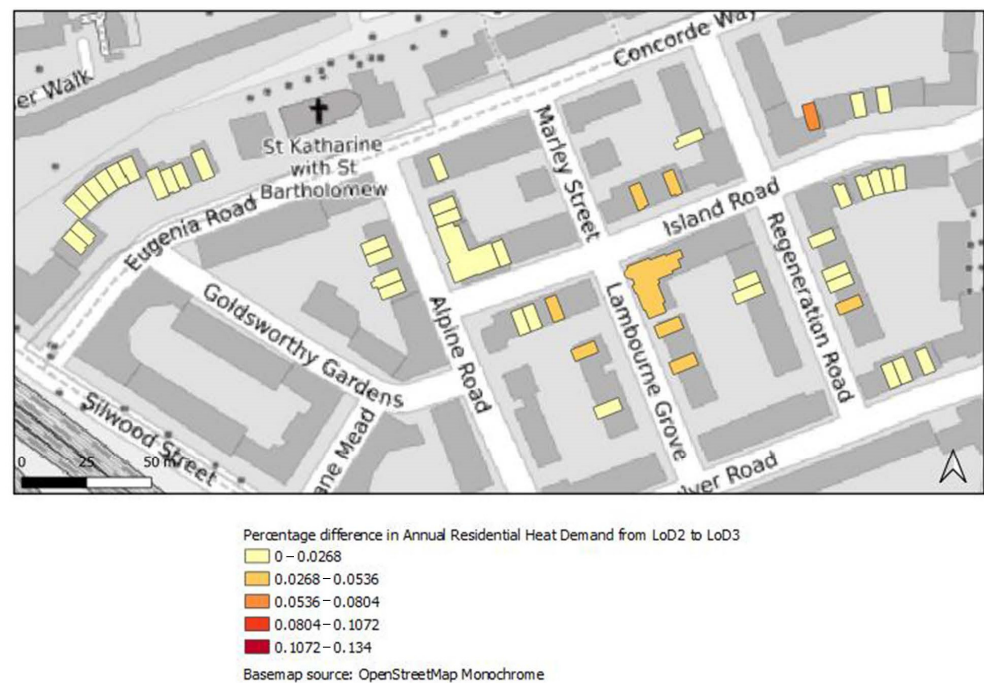 Concorde Way
er Walk
St Katharine
with St
Bartholomew
Marley Street
Island Road
Eugenia Road
Regeneration Road
Goldsworthy Gardens
Alpine Road
Lambourne Grove
Silwood Street
ane Mead
lver Road
0 25 50 m
Percentage difference in Annual Residential Heat Demand from LoD2 to LoD3
0–0.0268
0.0268–0.0536
0.0536–0.0804
0.0804–0.1072
0.1072–0.134
Basemap source: OpenStreetMap Monochrome